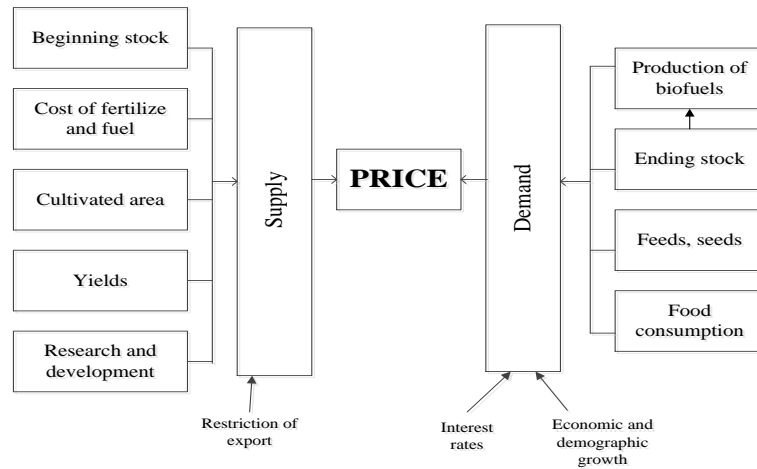 Beginning stock
Cost of fertilize
and fuel
Cultivated area
Yields
Research and
development
Supply
Restriction of
export
PRICE
Demand
Interest
rates
Economic and
demographic
growth
Production of
biofuels
Ending stock
Feeds, seeds
Food
consumption